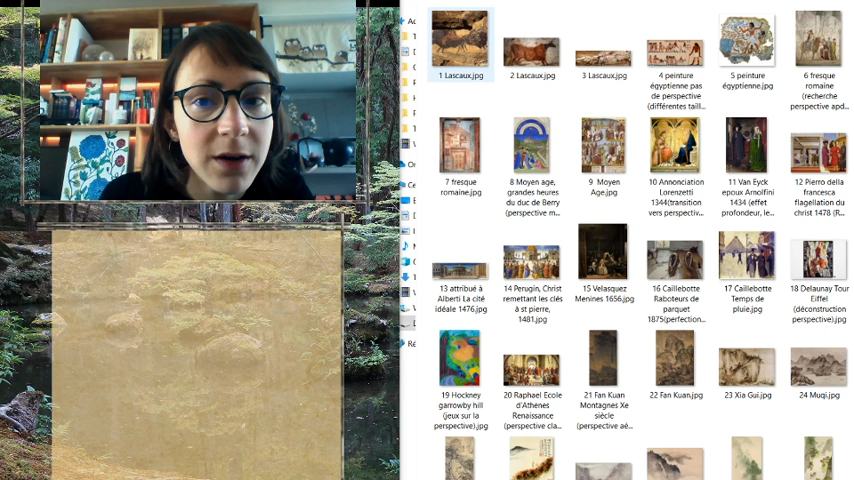 1 Lascaux.jpg
2 Lascaux.jpg
3 Lascaux.jpg
4 peinture
égyptienne pas
de perspective
(différentes taill...
5 peinture
égyptienne.jpg
6 fresque
romaine
(recherche
perspective apd...
7 fresque
romaine.jpg
8 Moyen age,
grandes heures
du duc de Berry
(perspective m...
9 Moyen
Age.jpg
10 Annonciation
Lorenzetti
1344(transition
vers perspectiv...
11 Van Eyck
epoux Arnolfini
1434 (effet
profondeur, le...
12 Pierro della
francesca
flagellation du
christ 1478 (R...
13 attribué à
Alberti La cité
idéale 1476.jpg
14 Perugin, Christ
remettant les clés
à st pierre,
1481.jpg
15 Velasquez
Menines 1656.jpg
16 Caillebotte
Raboteurs de
parquet
1875(perfection...
17 Caillebotte
Temps de
pluie.jpg
18 Delaunay Tour
Eiffel
(déconstruction
perspective).jpg
19 Hockney
garrowby hill
(jeux sur la
perspective).jpg
20 Raphael Ecole
d'Athènes
Renaissance
(perspective cla...
21 Fan Kuan
Montagnes Xe
siècle
(perspective aé...
22 Fan Kuan.jpg
23 Xia Gui.jpg
24 Muqi.jpg